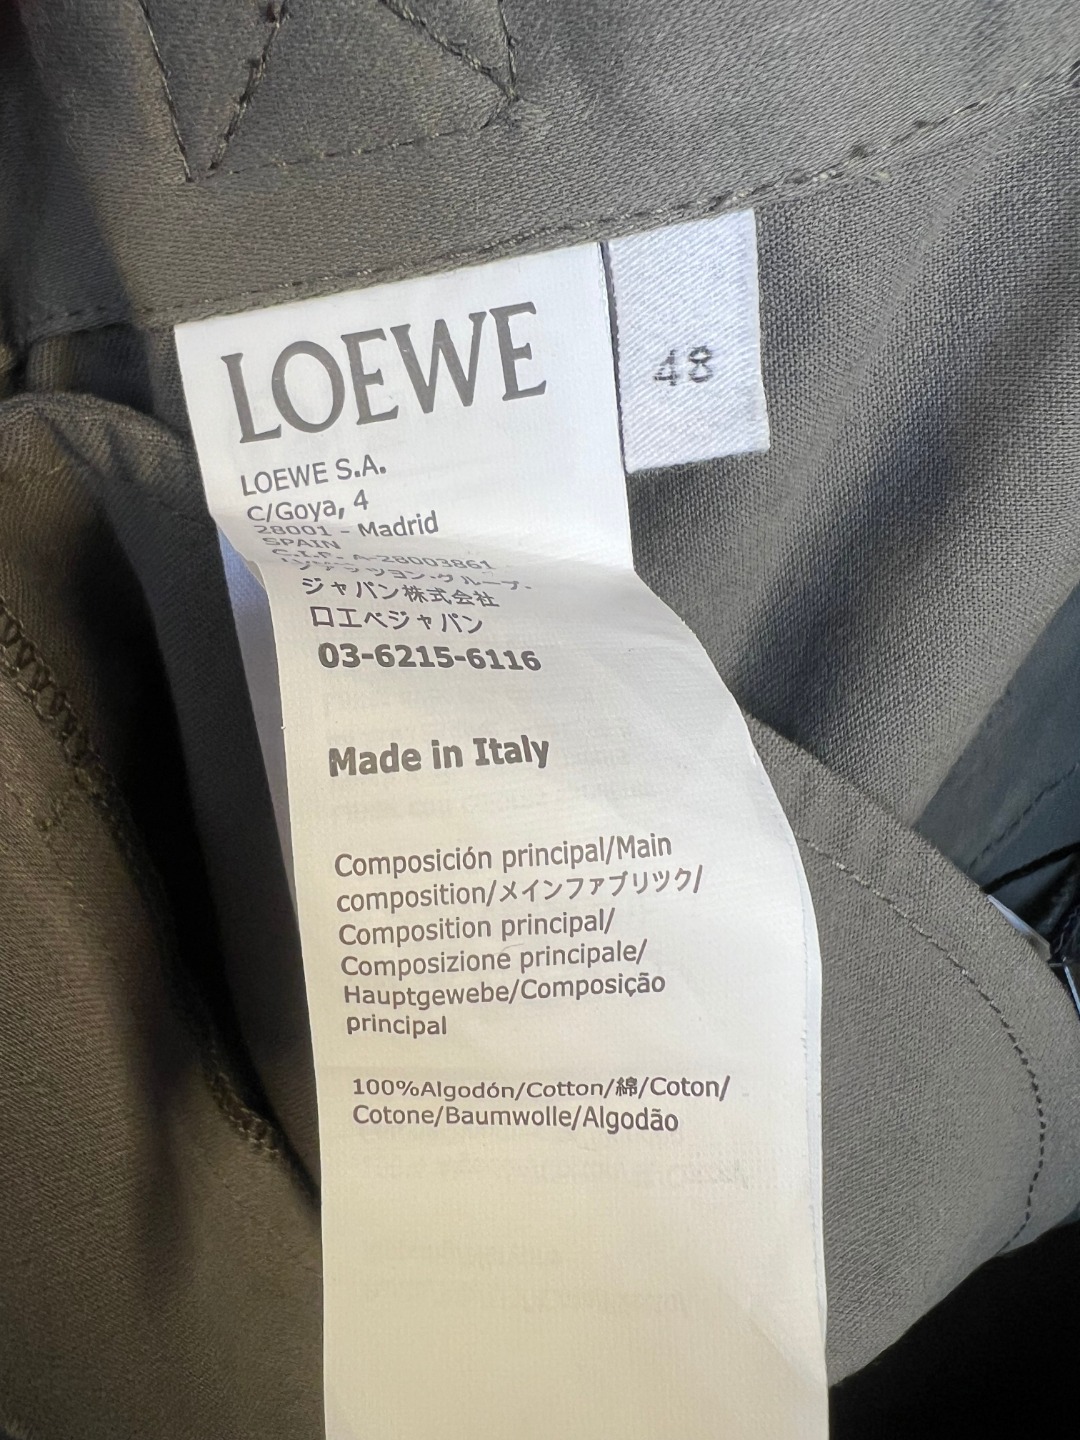 LOEWE
48
LOEWE S.A.
C/Goya, 4
28001 - Madrid
SPAIN
C.I.F. A-28003861
ジャパン株式会社
ロエベジャパン
03-6215-6116
Made in Italy
Composición principal/Main
composition/メインファブリック/
Composition principal/
Composizione principale/
Hauptgewebe/Composição
principal
100%Algodón/Cotton/綿/Coton/
Cotone/Baumwolle/Algodão